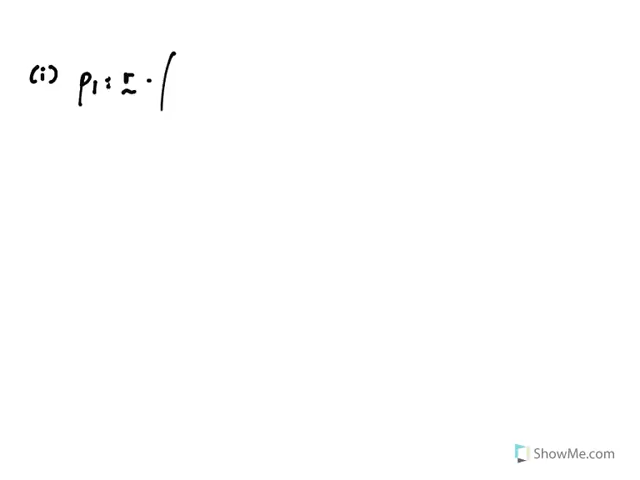 (i) p₁ : r̰ · (
ShowMe.com